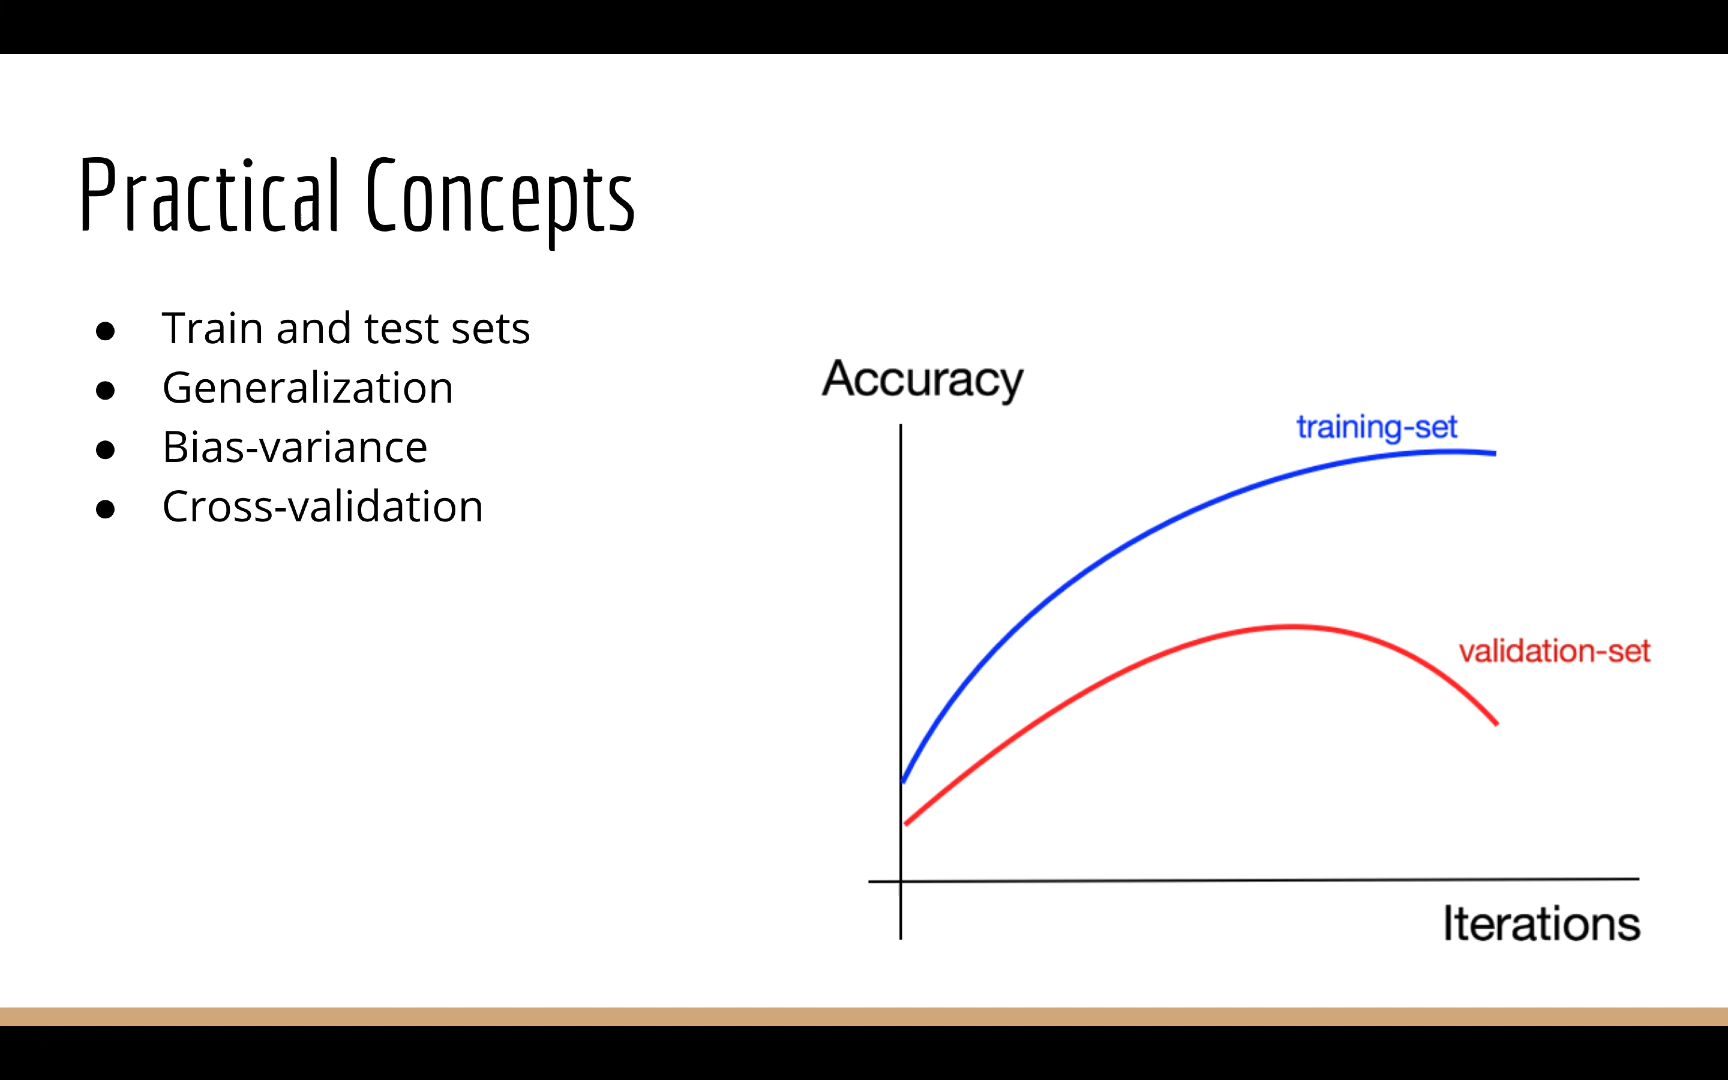 Practical Concepts
● Train and test sets
● Generalization
● Bias-variance
● Cross-validation
Accuracy
training-set
validation-set
Iterations